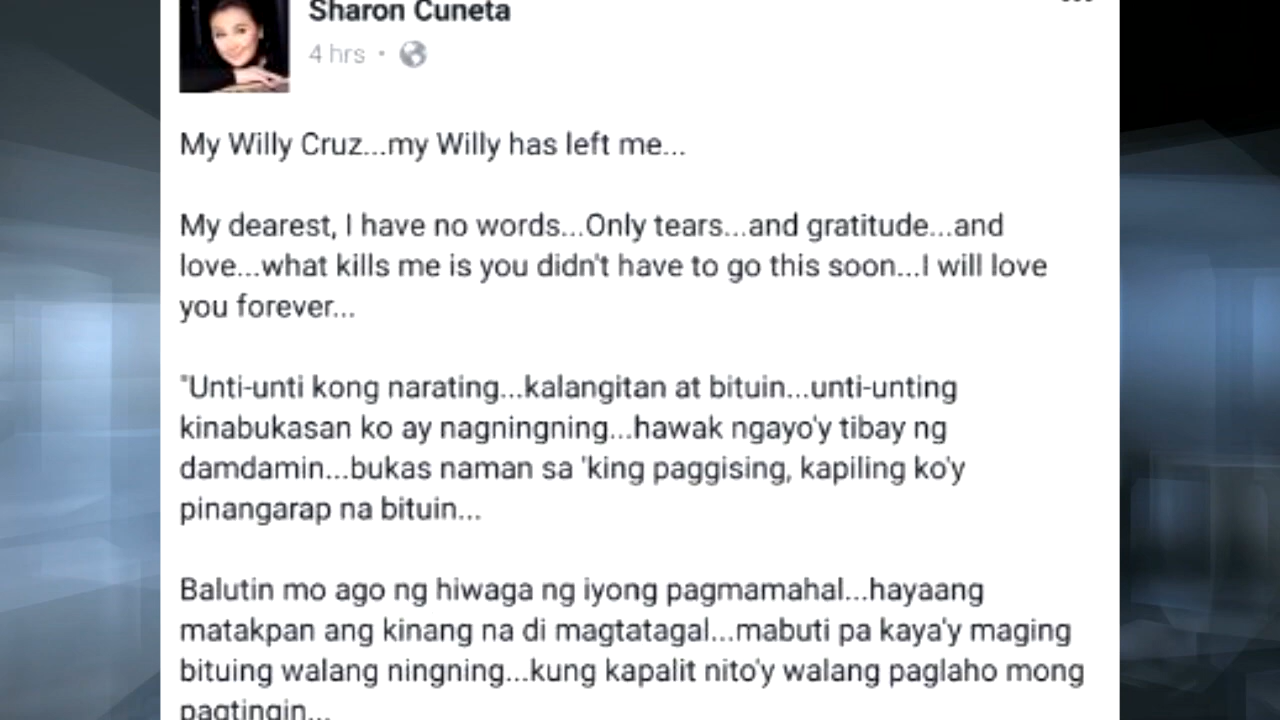 Sharon Cuneta
4 hrs
My Willy Cruz...my Willy has left me...
My dearest, I have no words...Only tears...and gratitude...and
love...what kills me is you didn't have to go this soon...I will love
you forever...
"Unti-unti kong narating...kalangitan at bituin...unti-unting
kinabukasan ko ay nagningning...hawak ngayo'y tibay ng
damdamin...bukas naman sa 'king paggising, kapiling ko'y
pinangarap na bituin...
Balutin mo ago ng hiwaga ng iyong pagmamahal...hayaang
matakpan ang kinang na di magtatagal...mabuti pa kaya'y maging
bituing walang ningning...kung kapalit nito'y walang paglaho mong
pagtingin...